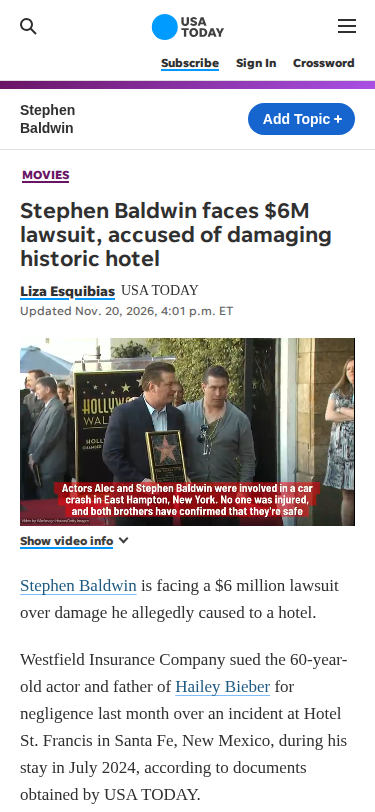 USA
TODAY
Subscribe Sign In Crossword
Stephen
Baldwin
Add Topic +
MOVIES
Stephen Baldwin faces $6M
lawsuit, accused of damaging
historic hotel
Liza Esquibias USA TODAY
Updated Nov. 20, 2026, 4:01 p.m. ET
HOLLYWOOD
Actors Alec and Stephen Baldwin were involved in a car
crash in East Hampton, New York. No one was injured,
and both brothers have confirmed that they're safe
Show video info
Stephen Baldwin is facing a $6 million lawsuit
over damage he allegedly caused to a hotel.
Westfield Insurance Company sued the 60-year-
old actor and father of Hailey Bieber for
negligence last month over an incident at Hotel
St. Francis in Santa Fe, New Mexico, during his
stay in July 2024, according to documents
obtained by USA TODAY.